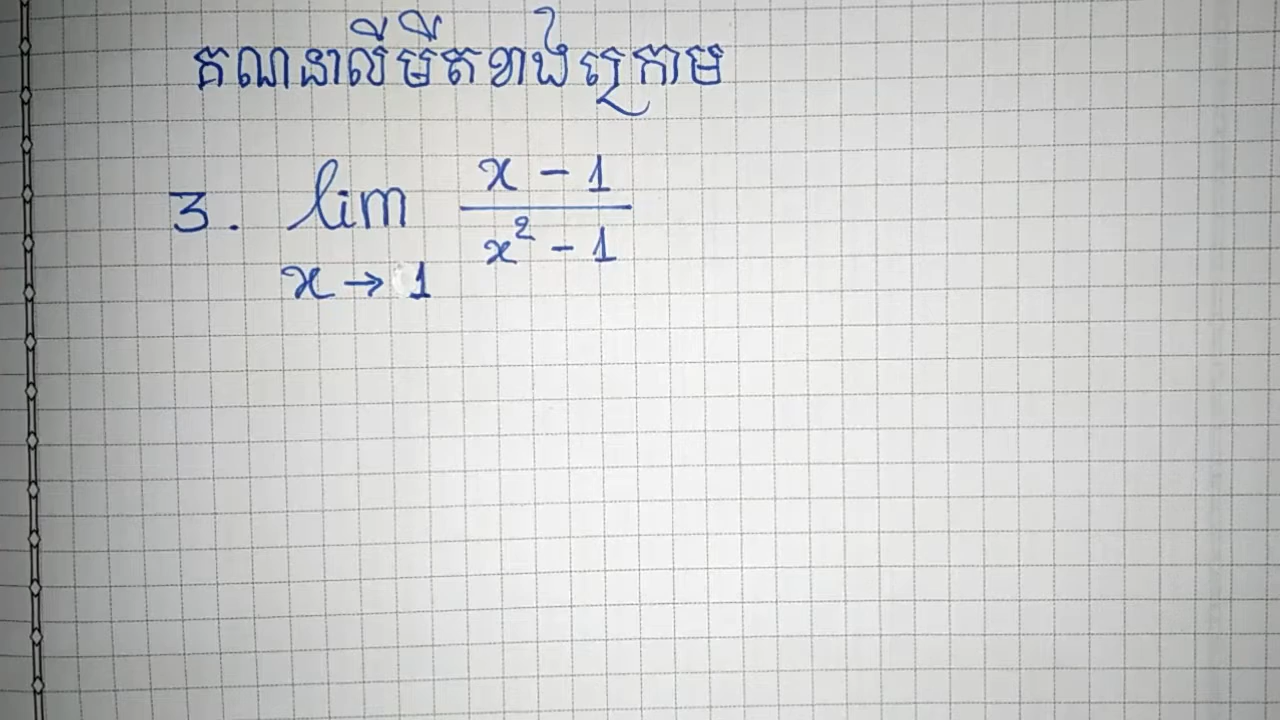 គណនាលីមីតខាងក្រោម
3. lim x - 1
x² - 1
x → 1